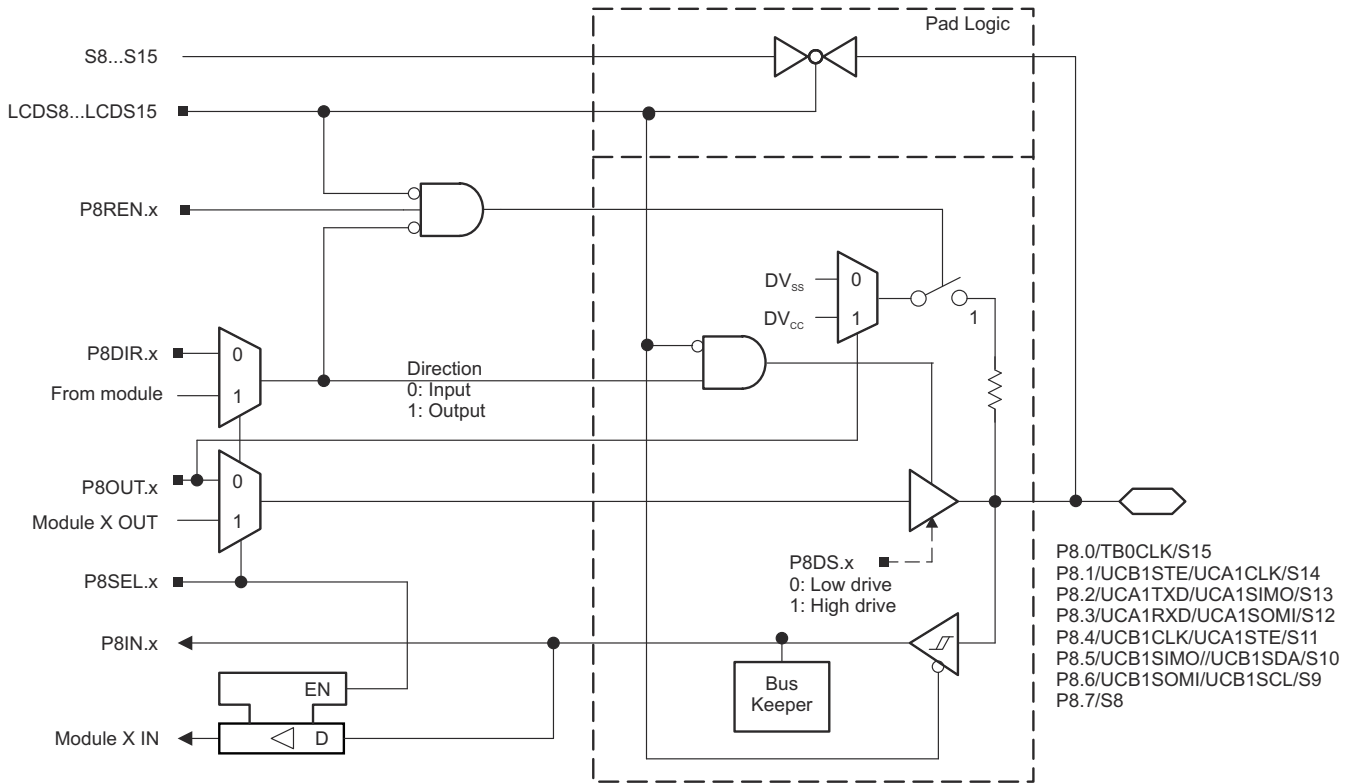 Pad Logic
S8...S15
LCDS8...LCDS15
P8REN.x
DVSS
0
DVCC
1
1
P8DIR.x
0
From module
1
Direction
0: Input
1: Output
P8OUT.x
0
Module X OUT
1
P8SEL.x
P8DS.x
0: Low drive
1: High drive
P8IN.x
EN
D
Module X IN
Bus
Keeper
P8.0/TB0CLK/S15
P8.1/UCB1STE/UCA1CLK/S14
P8.2/UCA1TXD/UCA1SIMO/S13
P8.3/UCA1RXD/UCA1SOMI/S12
P8.4/UCB1CLK/UCA1STE/S11
P8.5/UCB1SIMO//UCB1SDA/S10
P8.6/UCB1SOMI/UCB1SCL/S9
P8.7/S8